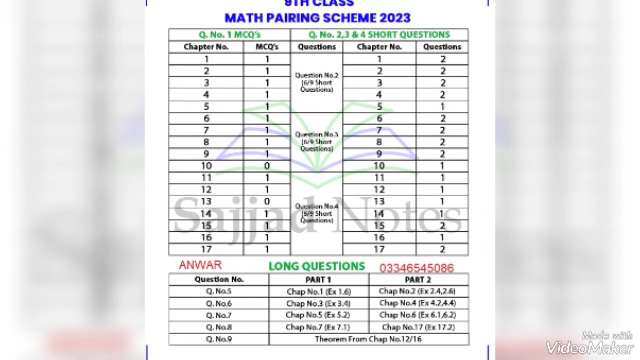 9TH CLASS
MATH PAIRING SCHEME 2023
Q. No. 1 MCQ's Q. No. 2,3 & 4 SHORT QUESTIONS
Chapter No. MCQ's Questions Chapter No. Questions
1 1 1 2
2 1 Question No.2 2 2
3 1 (6/9 Short 3 2
4 1 Questions) 4 2
5 1 5 1
6 1 6 2
7 1 Question No.3 7 2
8 1 (6/9 Short 8 2
9 1 Questions) 9 2
10 0 10 1
11 1 11 1
12 1 12 1
13 0 Question No.4 13 1
14 1 (6/9 Short 14 1
15 1 Questions) 15 2
16 1 16 1
17 1 17 2
Sajjad Notes
ANWAR LONG QUESTIONS 03346545086
Question No. PART 1 PART 2
Q. No.5 Chap No.1 (Ex 1.6) Chap No.2 (Ex 2.4,2.6)
Q. No.6 Chap No.3 (Ex 3.4) Chap No.4 (Ex 4.2,4.4)
Q. No.7 Chap No.5 (Ex 5.2) Chap No.6 (Ex 6.1,6.2)
Q. No.8 Chap No.7 (Ex 7.1) Chap No.17 (Ex 17.2)
Q. No.9 Theorem From Chap No.12/16
Made with
VideoMaker